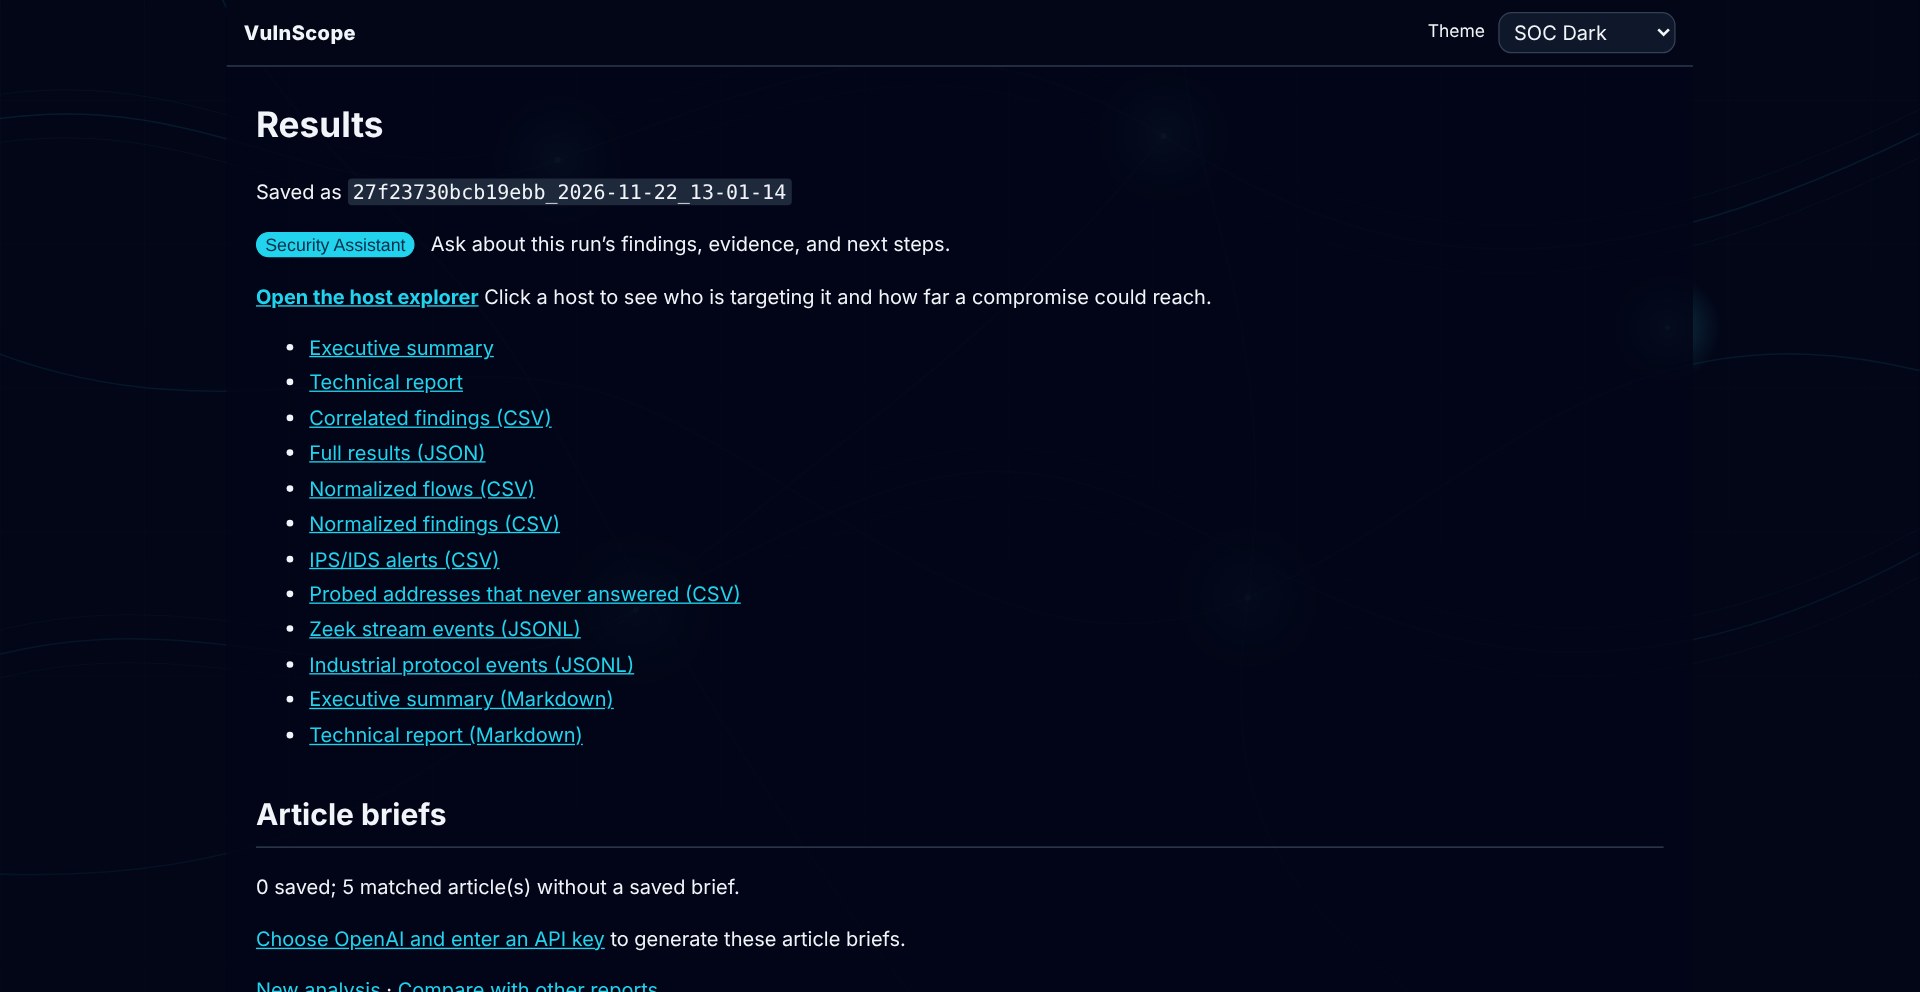 VulnScope
Theme
SOC Dark
Results
Saved as 27f23730bcb19ebb_2026-11-22_13-01-14
Security Assistant Ask about this run’s findings, evidence, and next steps.
Open the host explorer Click a host to see who is targeting it and how far a compromise could reach.
Executive summary
Technical report
Correlated findings (CSV)
Full results (JSON)
Normalized flows (CSV)
Normalized findings (CSV)
IPS/IDS alerts (CSV)
Probed addresses that never answered (CSV)
Zeek stream events (JSONL)
Industrial protocol events (JSONL)
Executive summary (Markdown)
Technical report (Markdown)
Article briefs
0 saved; 5 matched article(s) without a saved brief.
Choose OpenAI and enter an API key to generate these article briefs.
New analysis · Compare with other reports